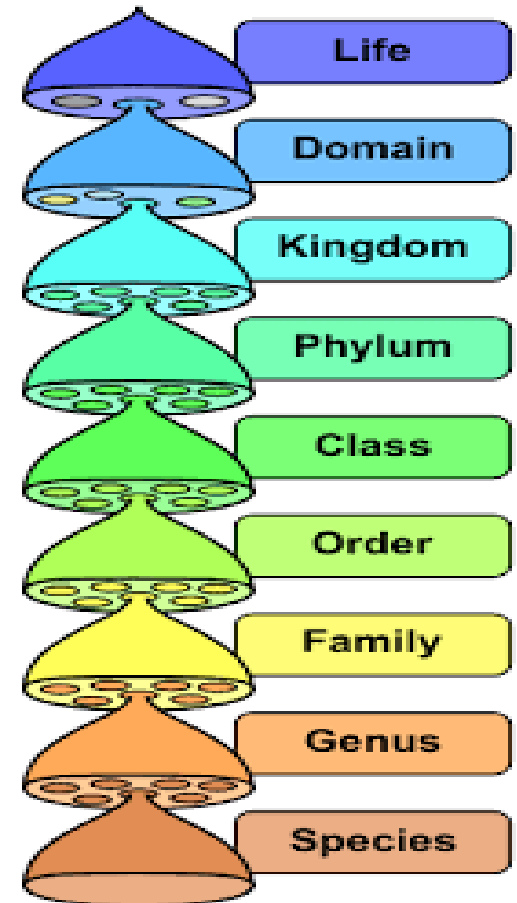 Life
Domain
Kingdom
Phylum
Class
Order
Family
Genus
Species